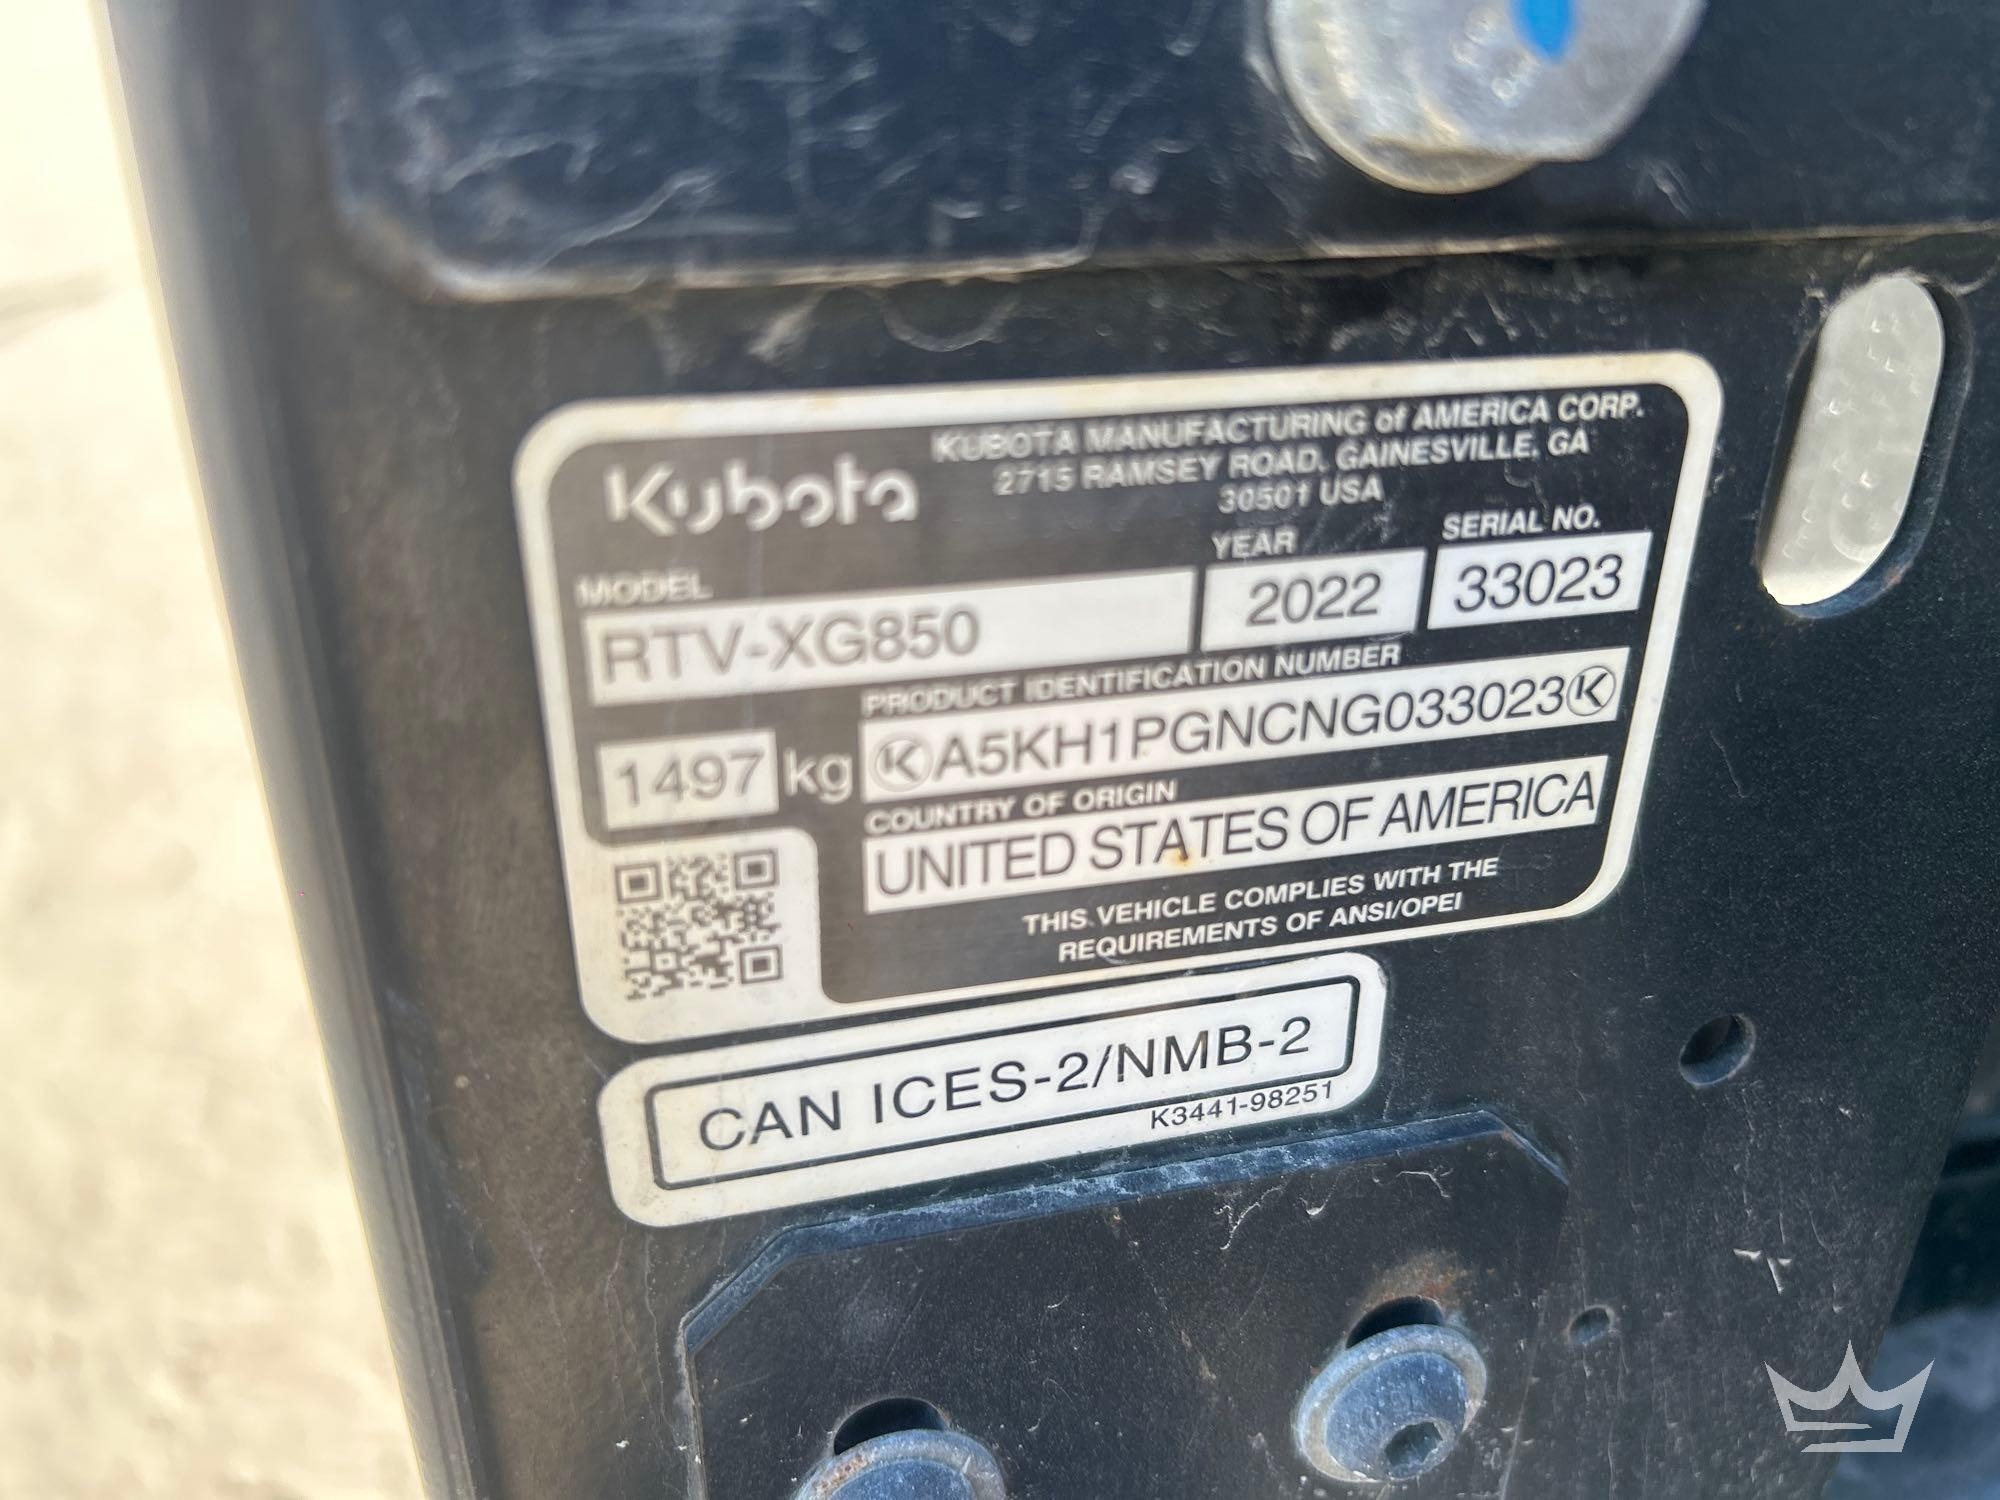 Kubota
KUBOTA MANUFACTURING of AMERICA CORP.
2715 RAMSEY ROAD, GAINESVILLE, GA
30501 USA
MODEL
RTV-XG850
YEAR
2022
SERIAL NO.
33023
1497 kg
PRODUCT IDENTIFICATION NUMBER
A5KH1PGNCNG033023
COUNTRY OF ORIGIN
UNITED STATES OF AMERICA
THIS VEHICLE COMPLIES WITH THE
REQUIREMENTS OF ANSI/OPEI
CAN ICES-2/NMB-2
K3441-98251